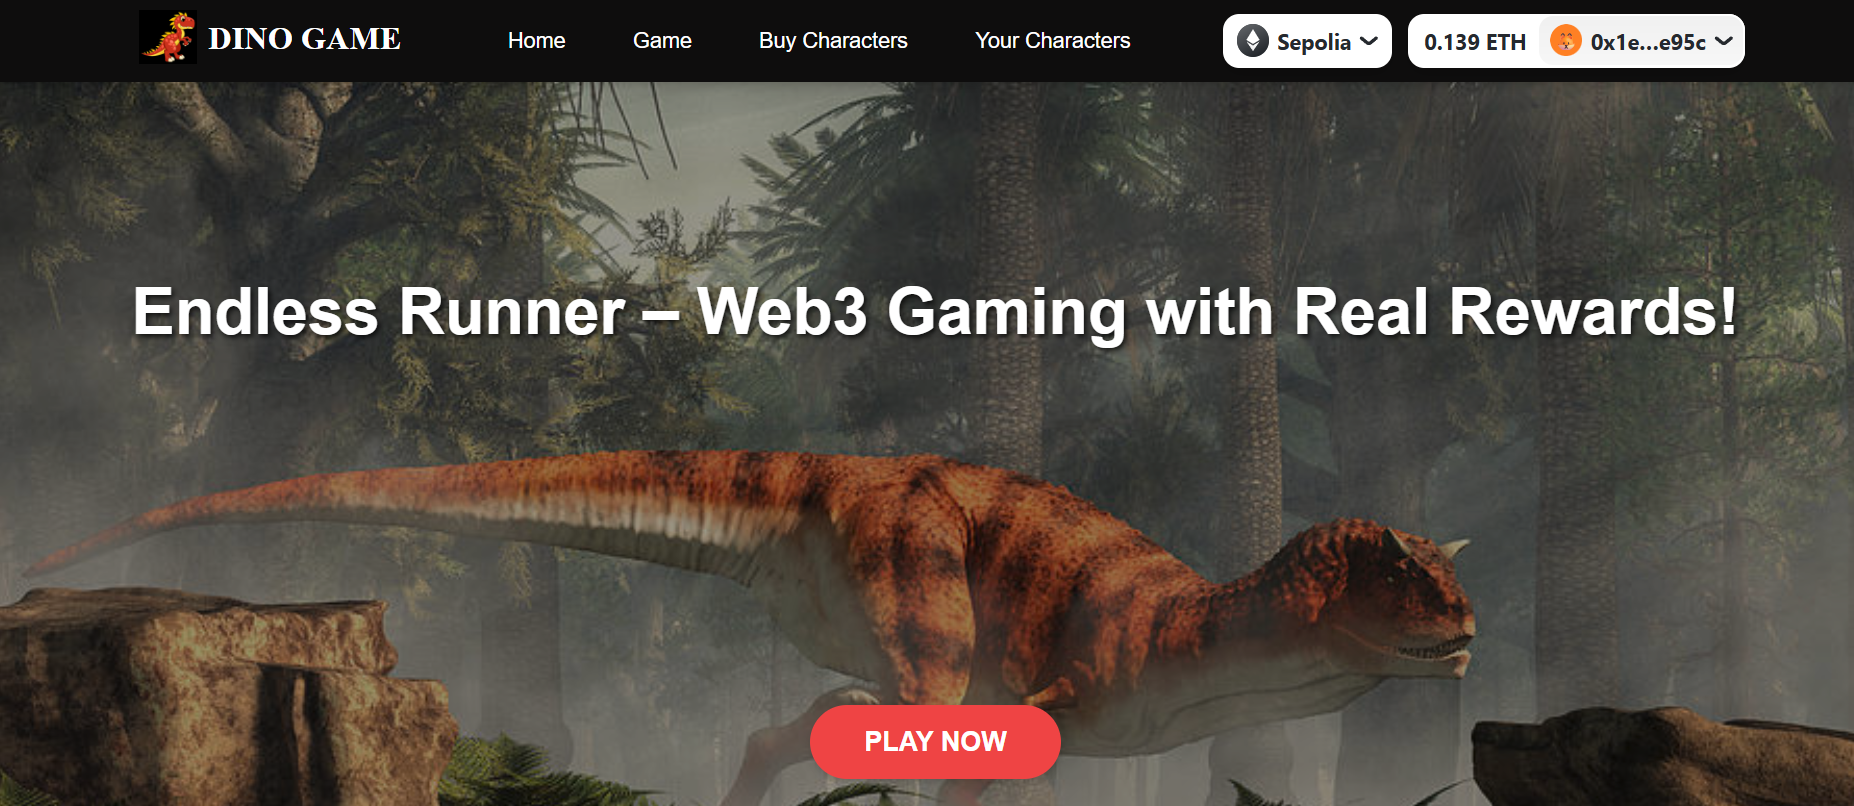 DINO GAME
Home
Game
Buy Characters
Your Characters
Sepolia
0.139 ETH
0x1e...e95c
Endless Runner – Web3 Gaming with Real Rewards!
PLAY NOW